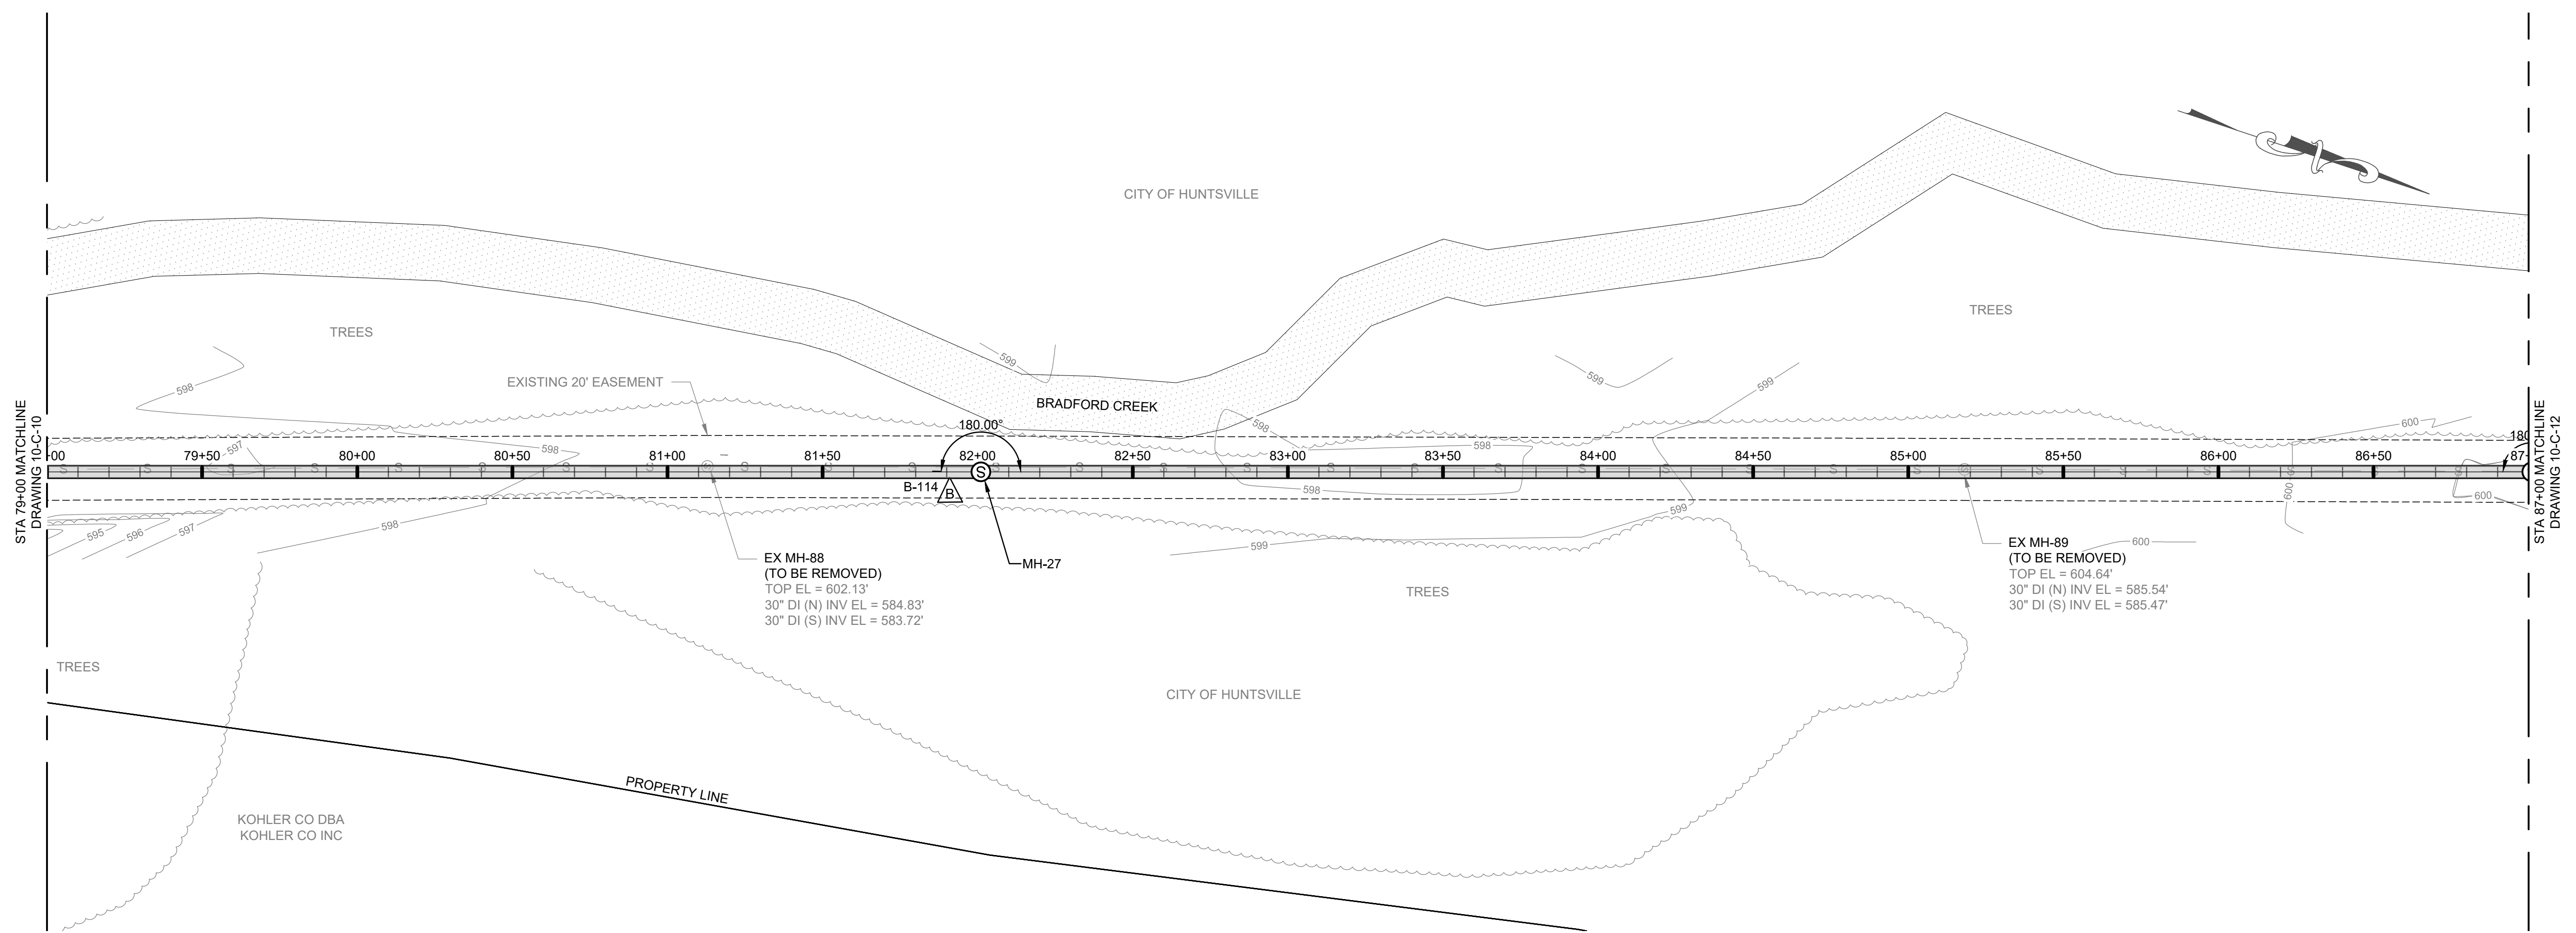 CITY OF HUNTSVILLE
TREES
TREES
598
599
599
599
EXISTING 20' EASEMENT
BRADFORD CREEK
180.00°
598
600
597
598
598
180
STA 79+00 MATCHLINE
DRAWING 10-C-10
+00
79+50
80+00
80+50
81+00
81+50
82+00
82+50
83+00
83+50
84+00
84+50
85+00
85+50
86+00
86+50
87+
STA 87+00 MATCHLINE
DRAWING 10-C-12
S
B-114
B
598
600
600
595
596
597
598
599
599
600
EX MH-88
(TO BE REMOVED)
TOP EL = 602.13'
30" DI (N) INV EL = 584.83'
30" DI (S) INV EL = 583.72'
MH-27
EX MH-89
(TO BE REMOVED)
TOP EL = 604.64'
30" DI (N) INV EL = 585.54'
30" DI (S) INV EL = 585.47'
TREES
TREES
CITY OF HUNTSVILLE
PROPERTY LINE
KOHLER CO DBA
KOHLER CO INC